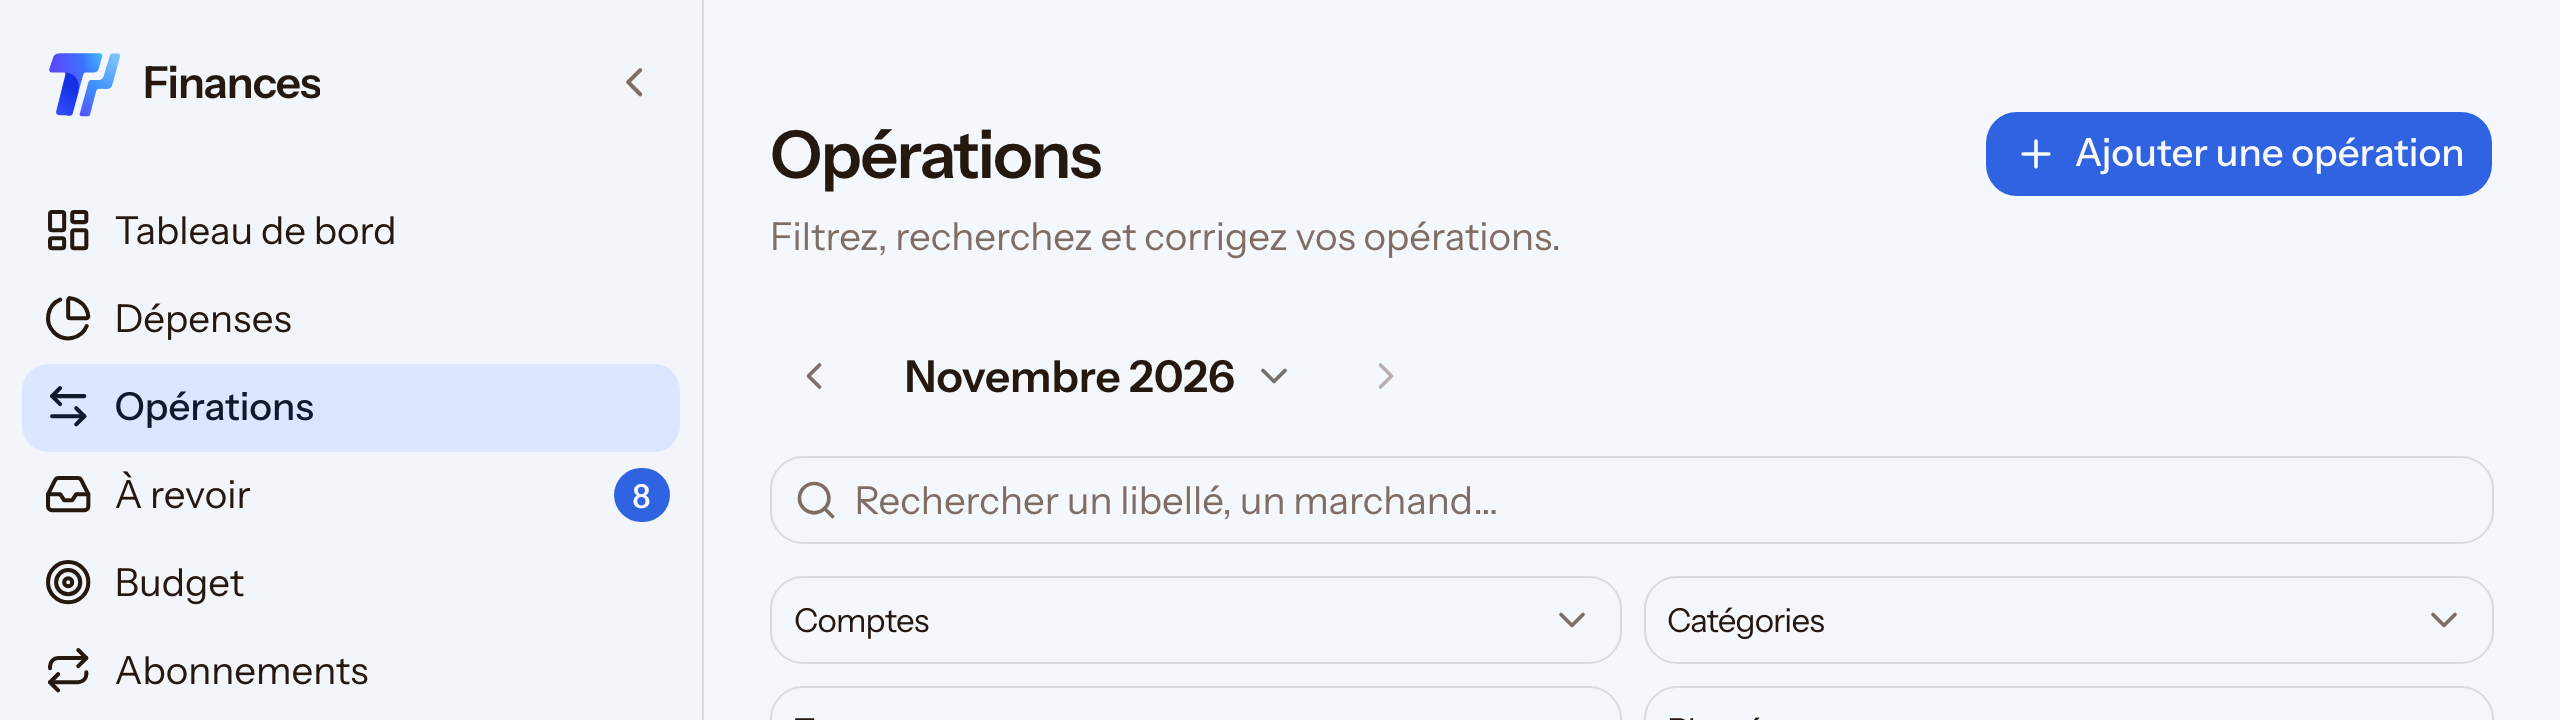 Finances
Tableau de bord
Dépenses
Opérations
À revoir
8
Budget
Abonnements
Opérations
Ajouter une opération
Filtrez, recherchez et corrigez vos opérations.
Novembre 2026
Rechercher un libellé, un marchand...
Comptes
Catégories